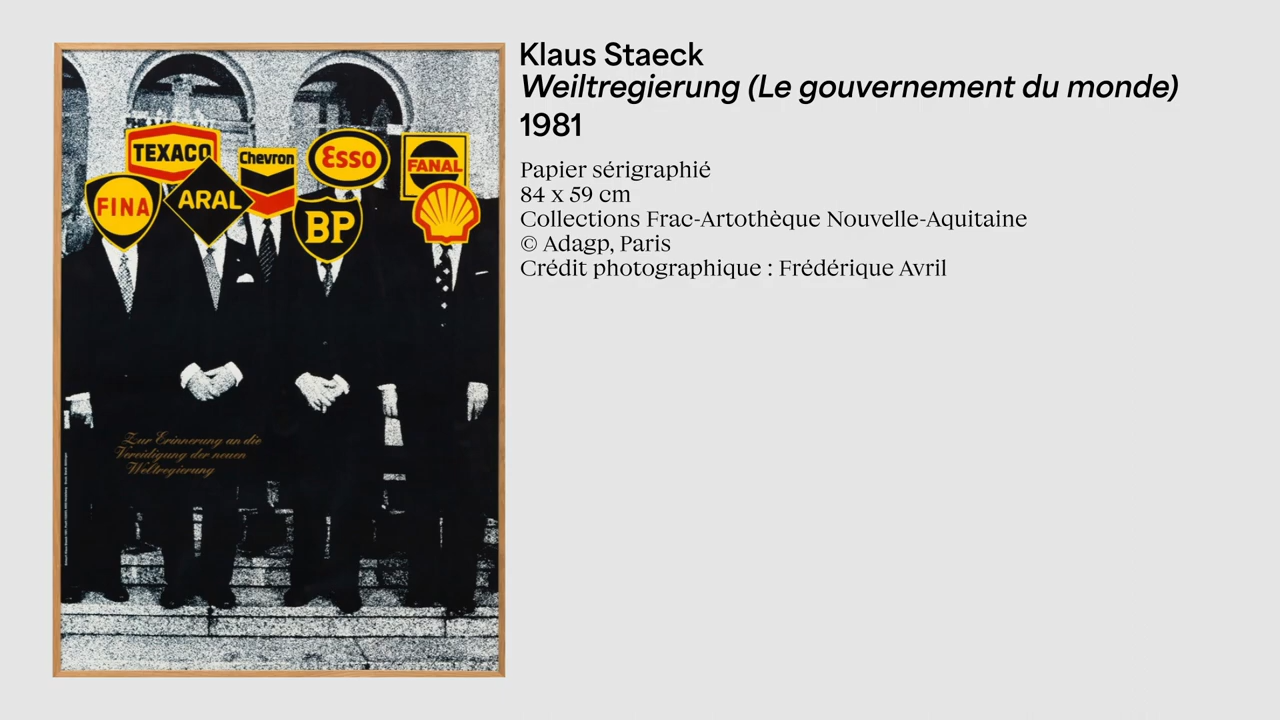 TEXACO
Chevron
ESSO
FANAL
FINA
ARAL
BP
Zur Erinnerung an die
Vereidigung der neuen
Weltregierung
Klaus Staeck
Weiltregierung (Le gouvernement du monde)
1981
Papier sérigraphié
84 x 59 cm
Collections Frac-Artothèque Nouvelle-Aquitaine
© Adagp, Paris
Crédit photographique : Frédérique Avril